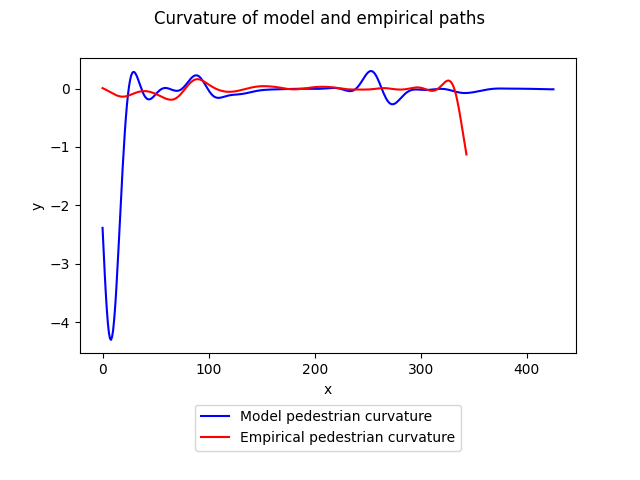 Curvature of model and empirical paths
0
−1
−2
−3
−4
y
0 100 200 300 400
x
Model pedestrian curvature
Empirical pedestrian curvature